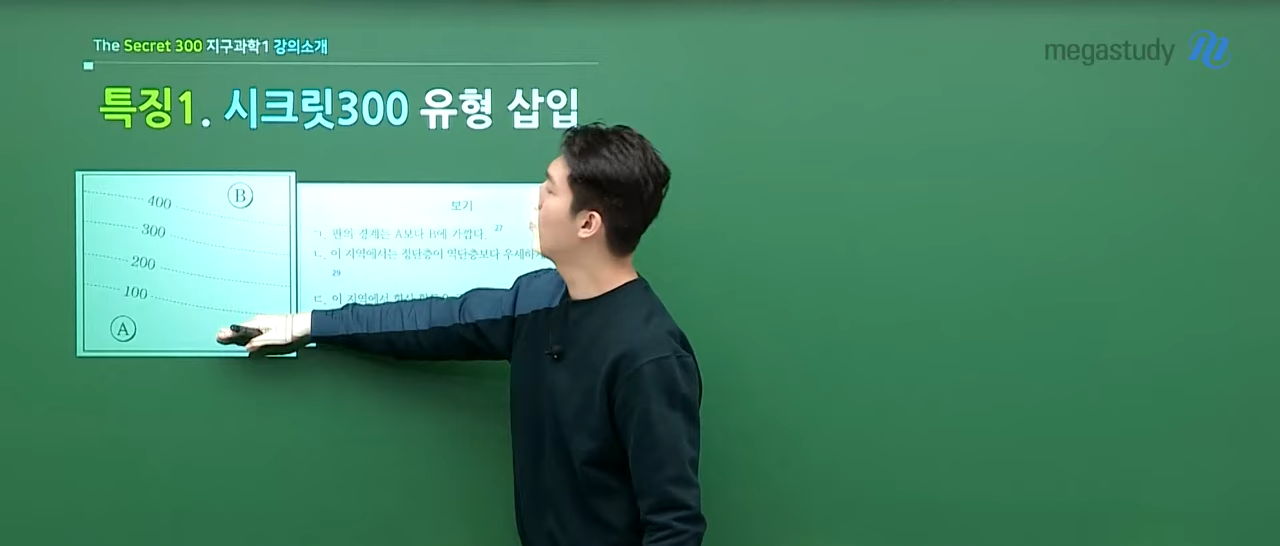 The Secret 300 지구과학1 강의소개
megastudy
특징1. 시크릿300 유형 삽입
400
300
200
100
B
A
보기
ㄱ. 판의 경계는 A보다 B에 가깝다. 27
ㄴ. 이 지역에서는 정단층이 역단층보다 우세하게
29
ㄷ. 이 지역에서